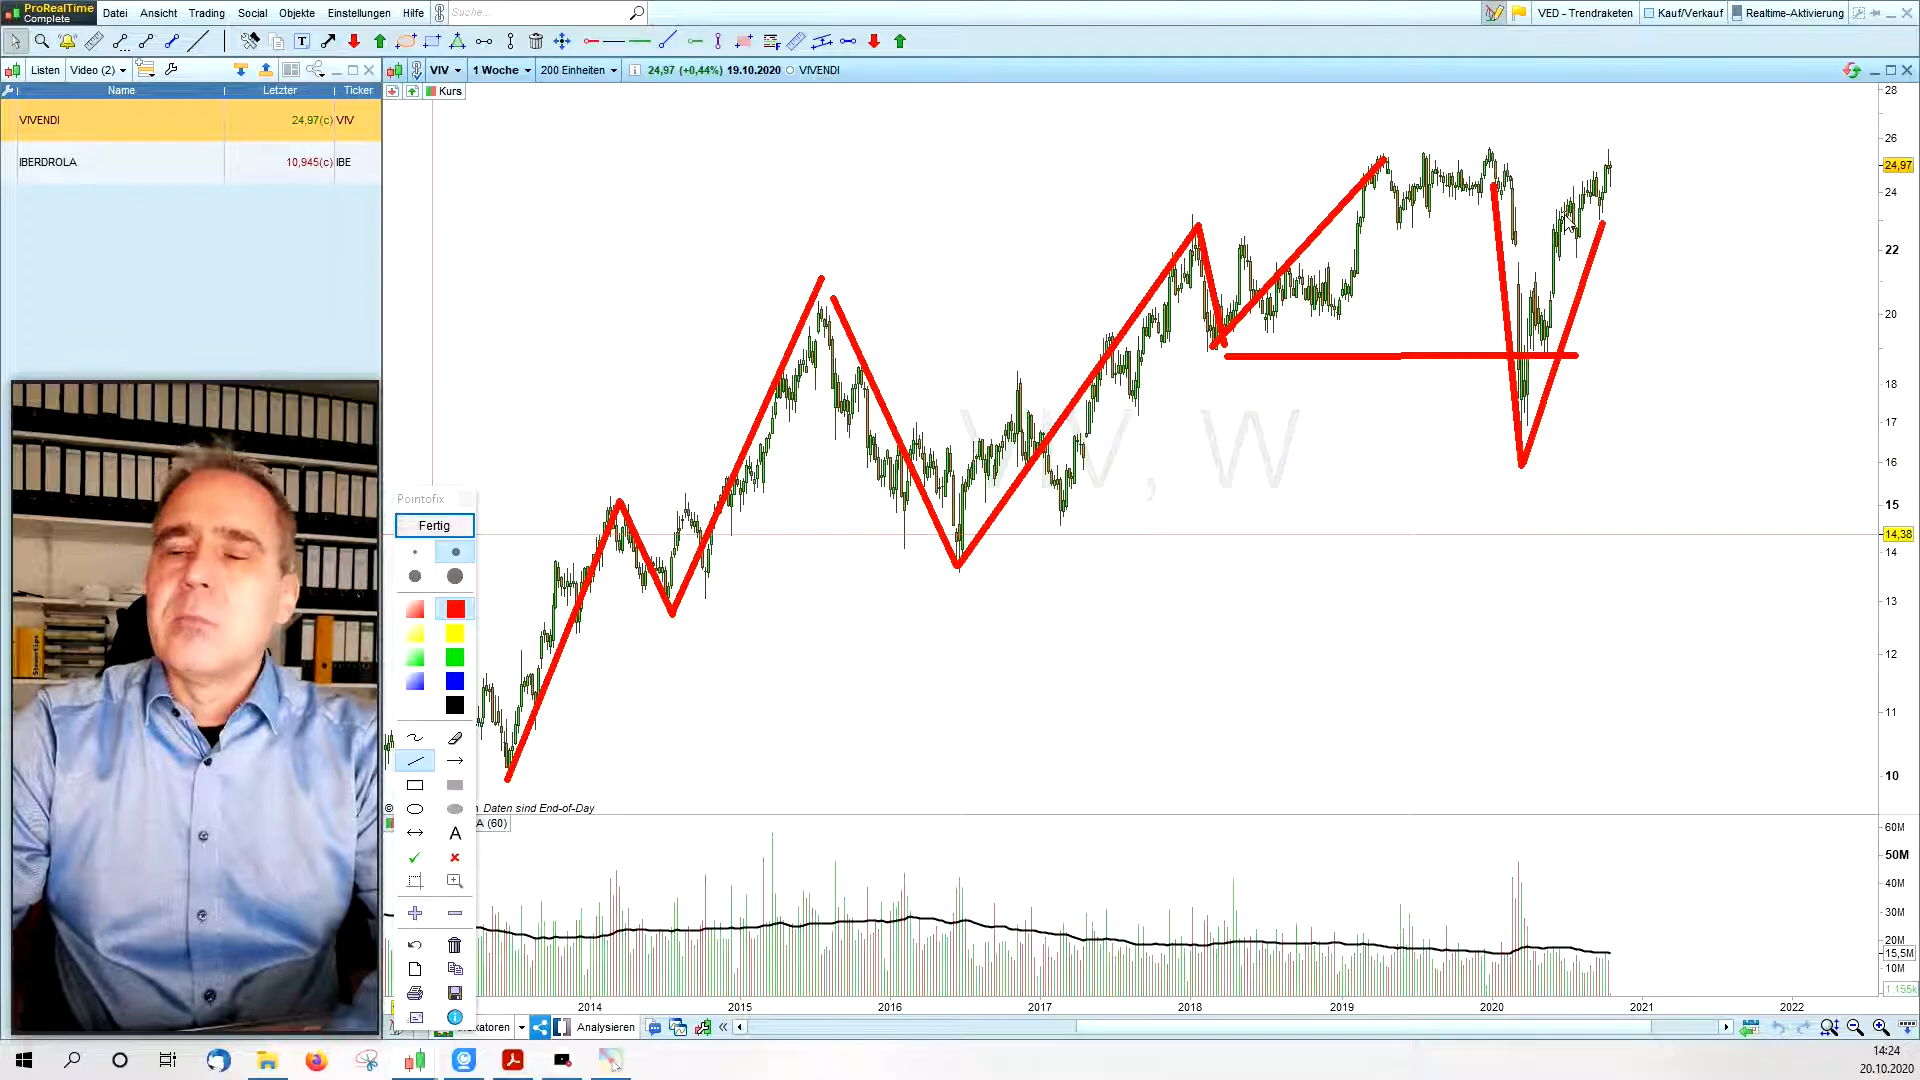 ProRealTime
Complete
Datei Ansicht Trading Social Objekte Einstellungen Hilfe Suche...
VED - Trendraketen Kauf/Verkauf Realtime-Aktivierung
Listen Video (2)
VIV 1 Woche 200 Einheiten 24,97 (+0,44%) 19.10.2020 VIVENDI
Name Letzter Ticker
Kurs
VIVENDI 24,97(c) VIV
IBERDROLA 10,945(c) IBE
28
26
24,97
24
22
20
18
17
16
15
14,38
14
13
12
11
10
VIV, W
Pointofix
Fertig
A
© Daten sind End-of-Day
A (60)
60M
50M
40M
30M
20M
15,5M
10M
1,155k
2014 2015 2016 2017 2018 2019 2020 2021 2022
Analysieren
14:24
20.10.2020